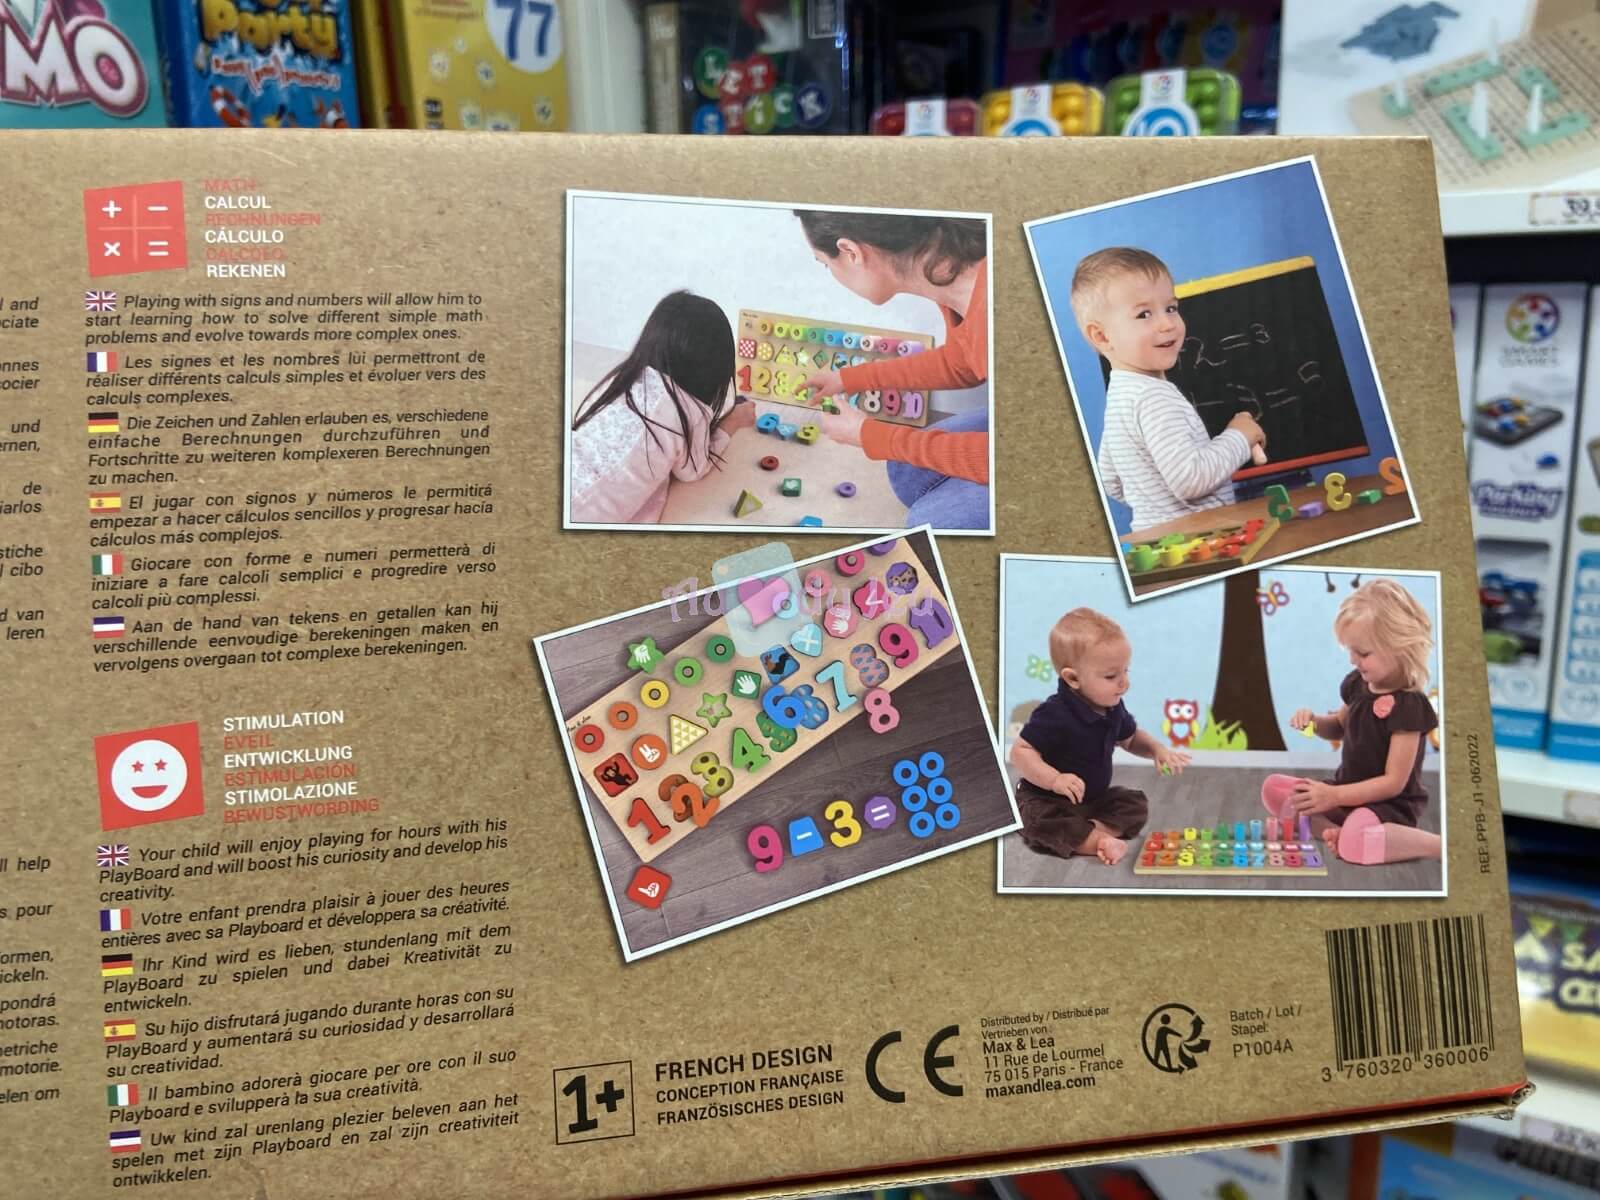 MO
Party
77
LET
STICK
MATH
CALCUL
RECHNUNGEN
CÁLCULO
CALCOLO
REKENEN
Playing with signs and numbers will allow him to
start learning how to solve different simple math
problems and evolve towards more complex ones.
Les signes et les nombres lui permettront de
réaliser différents calculs simples et évoluer vers des
calculs complexes.
Die Zeichen und Zahlen erlauben es, verschiedene
einfache Berechnungen durchzuführen und
Fortschritte zu weiteren komplexeren Berechnungen
zu machen.
El jugar con signos y números le permitirá
empezar a hacer cálculos sencillos y progresar hacia
cálculos más complejos.
Giocare con forme e numeri permetterà di
iniziare a fare calcoli semplici e progredire verso
calcoli più complessi.
Aan de hand van tekens en getallen kan hij
verschillende eenvoudige berekeningen maken en
vervolgens overgaan tot complexe berekeningen.
STIMULATION
EVEIL
ENTWICKLUNG
ESTIMULACIÓN
STIMOLAZIONE
BEWUSTWORDING
Your child will enjoy playing for hours with his
PlayBoard and will boost his curiosity and develop his
creativity.
Votre enfant prendra plaisir à jouer des heures
entières avec sa Playboard et développera sa créativité.
Ihr Kind wird es lieben, stundenlang mit dem
PlayBoard zu spielen und dabei Kreativität zu
entwickeln.
Su hijo disfrutará jugando durante horas con su
PlayBoard y aumentará su curiosidad y desarrollará
su creatividad.
Il bambino adorerà giocare per ore con il suo
Playboard e svilupperà la sua creatività.
Uw kind zal urenlang plezier beleven aan het
spelen met zijn Playboard en zal zijn creativiteit
ontwikkelen.
and
und
de
van
leren
help
pour
1 2 3 4 6 7 8 9 10
9 - 3 =
1+
FRENCH DESIGN
CONCEPTION FRANÇAISE
FRANZÖSISCHES DESIGN
CE
Distributed by / Distribué par
Vertrieben von :
Max & Lea
11 Rue de Lourmel
75 015 Paris - France
maxandlea.com
Batch / Lot /
Stapel:
P1004A
3 760320 360006
REF. PPB-J1-062022
SMART
GAMES
Parking